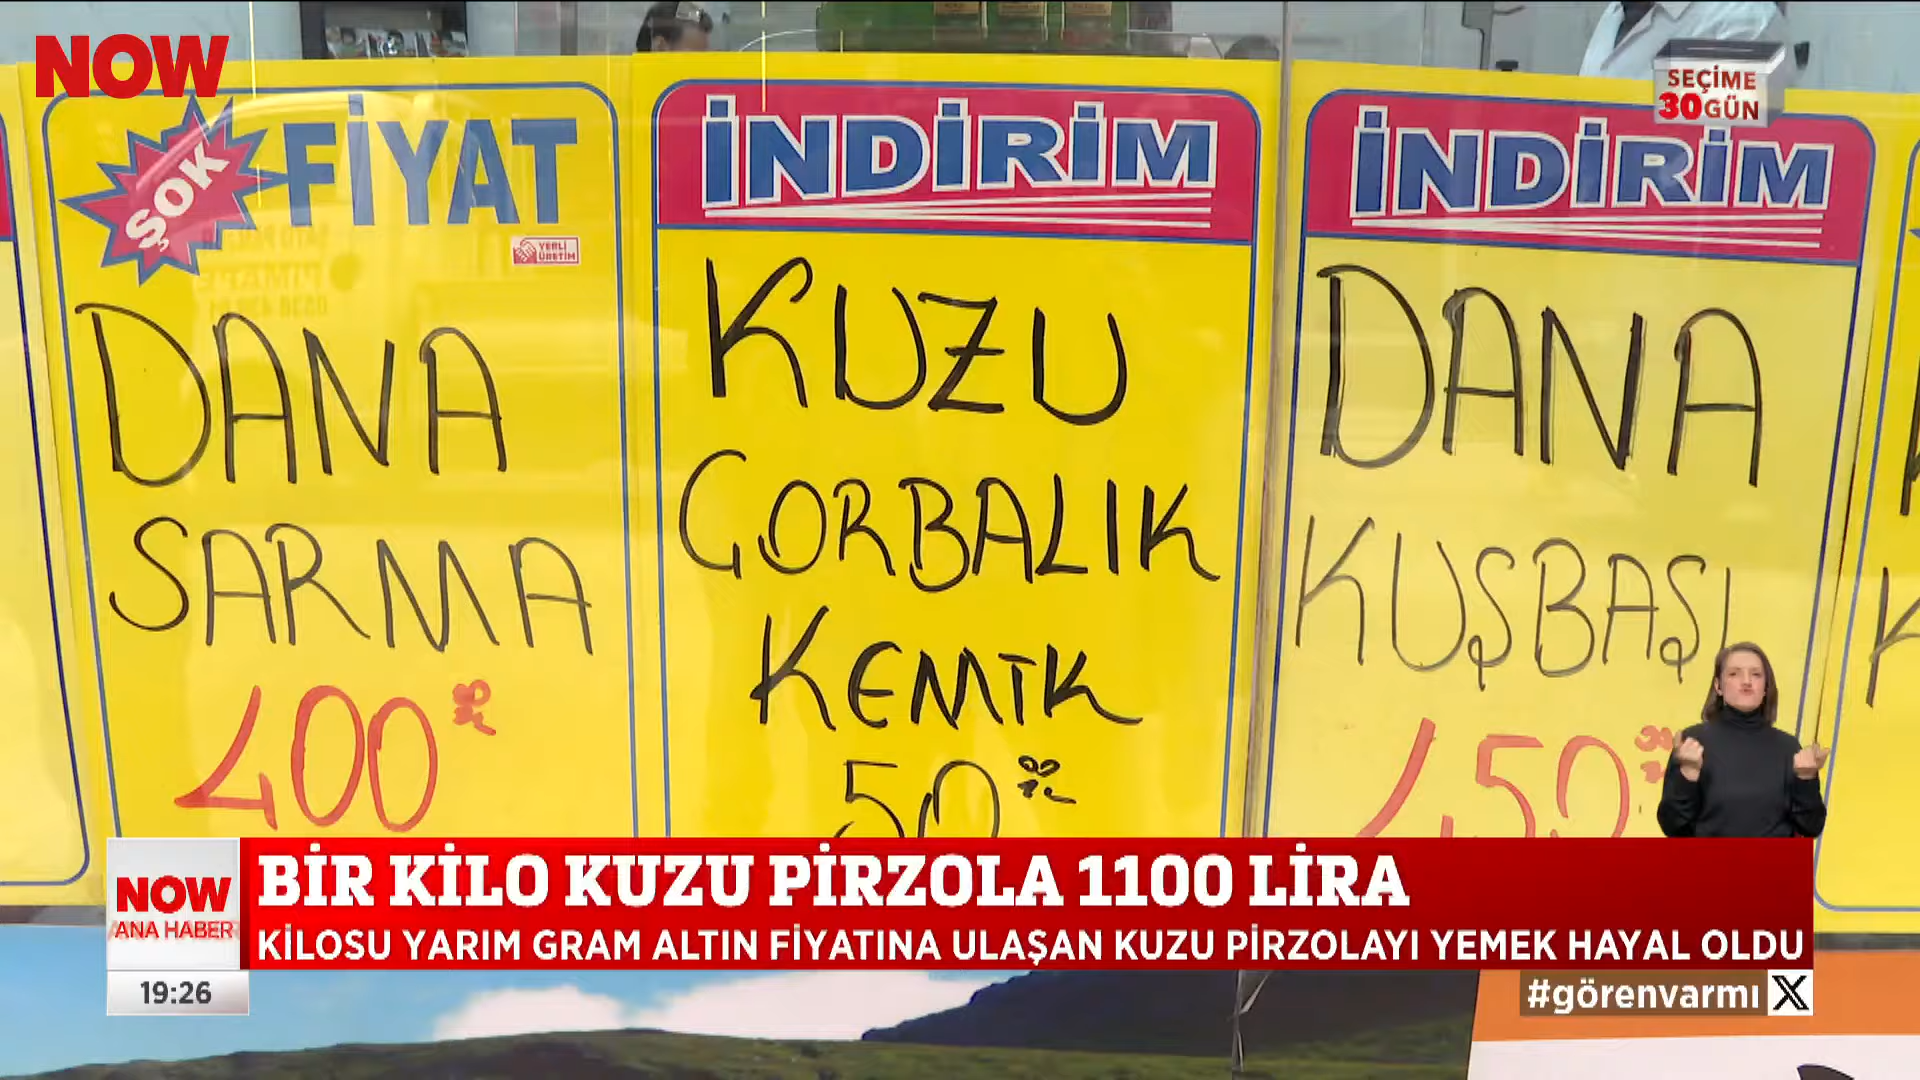 NOW
SEÇİME
30 GÜN
ŞOK FİYAT
YERLİ
ÜRETİM
DANA
SARMA
400
İNDİRİM
KUZU
ÇORBALIK
KEMİK
50
İNDİRİM
DANA
KUŞBAŞI
450
NOW
ANA HABER
19:26
BİR KİLO KUZU PİRZOLA 1100 LİRA
KİLOSU YARIM GRAM ALTIN FİYATINA ULAŞAN KUZU PİRZOLAYI YEMEK HAYAL OLDU
#görenvarmı X